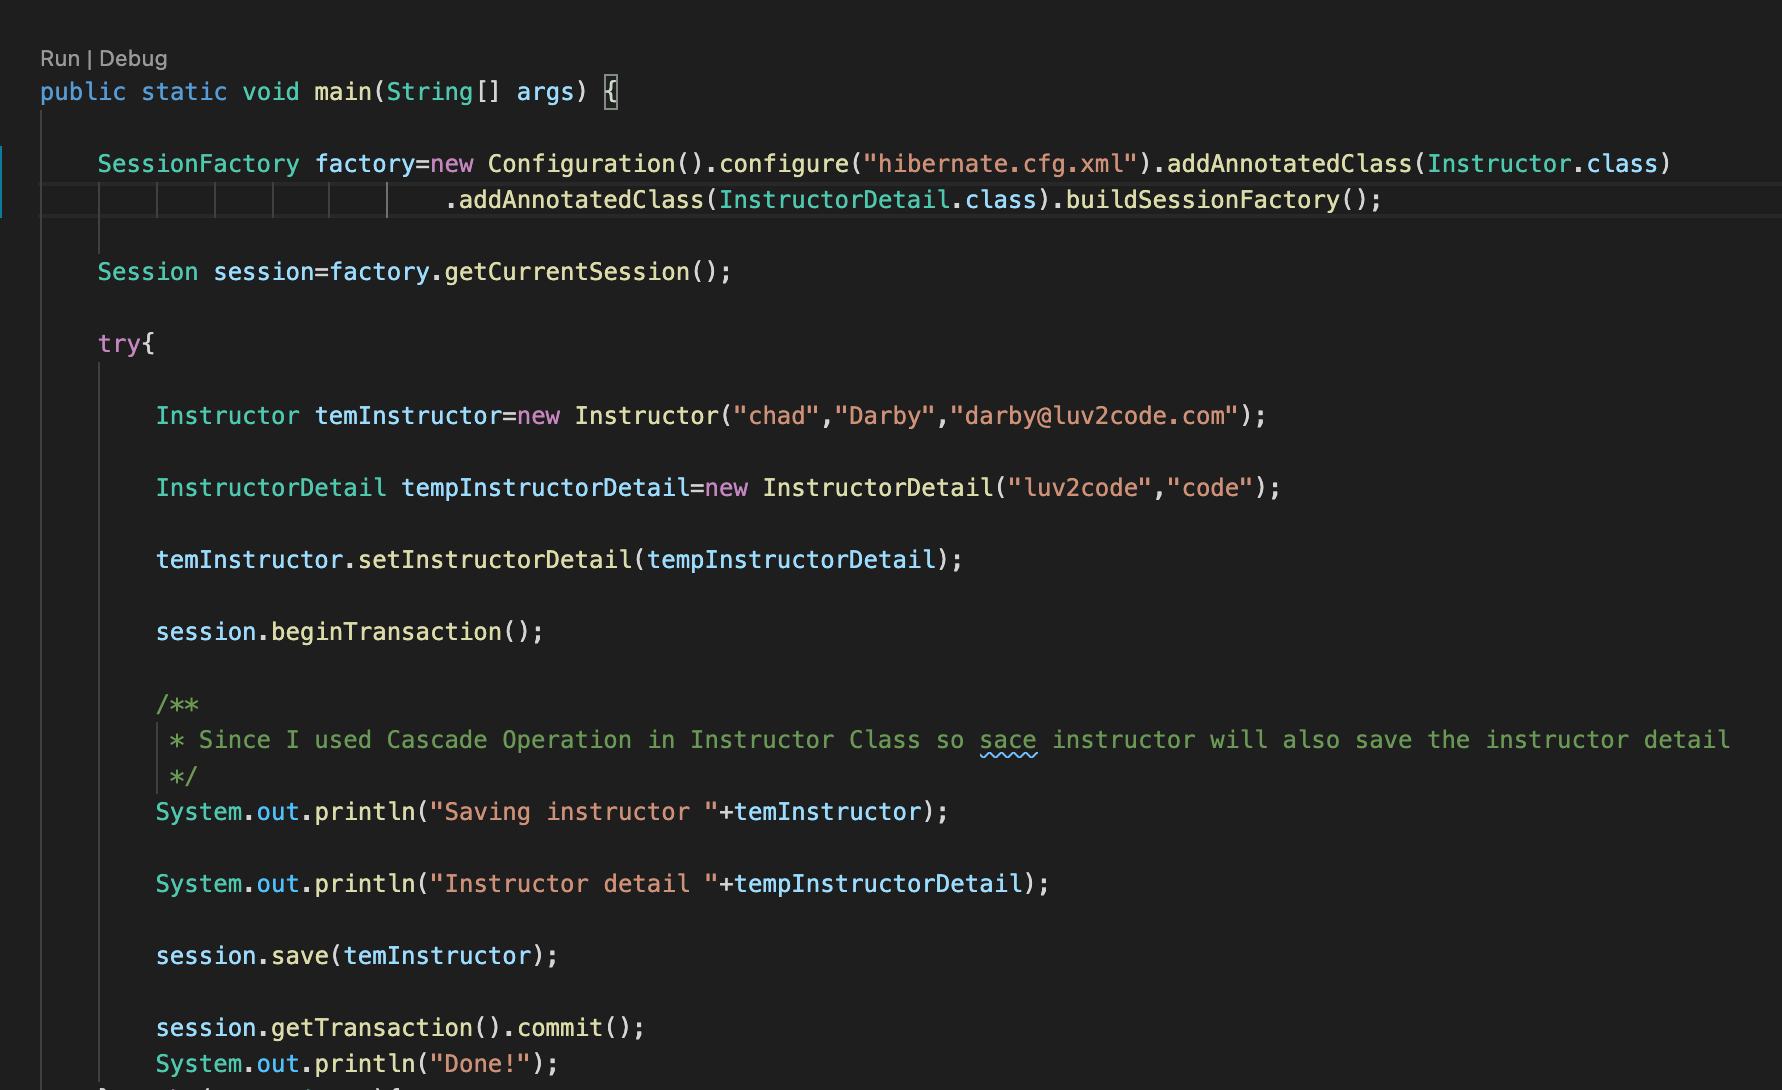 Run | Debug
public static void main(String[] args) {
SessionFactory factory=new Configuration().configure("hibernate.cfg.xml").addAnnotatedClass(Instructor.class)
.addAnnotatedClass(InstructorDetail.class).buildSessionFactory();
Session session=factory.getCurrentSession();
try{
Instructor temInstructor=new Instructor("chad","Darby","darby@luv2code.com");
InstructorDetail tempInstructorDetail=new InstructorDetail("luv2code","code");
temInstructor.setInstructorDetail(tempInstructorDetail);
session.beginTransaction();
/**
* Since I used Cascade Operation in Instructor Class so sace instructor will also save the instructor detail
*/
System.out.println("Saving instructor "+temInstructor);
System.out.println("Instructor detail "+tempInstructorDetail);
session.save(temInstructor);
session.getTransaction().commit();
System.out.println("Done!");